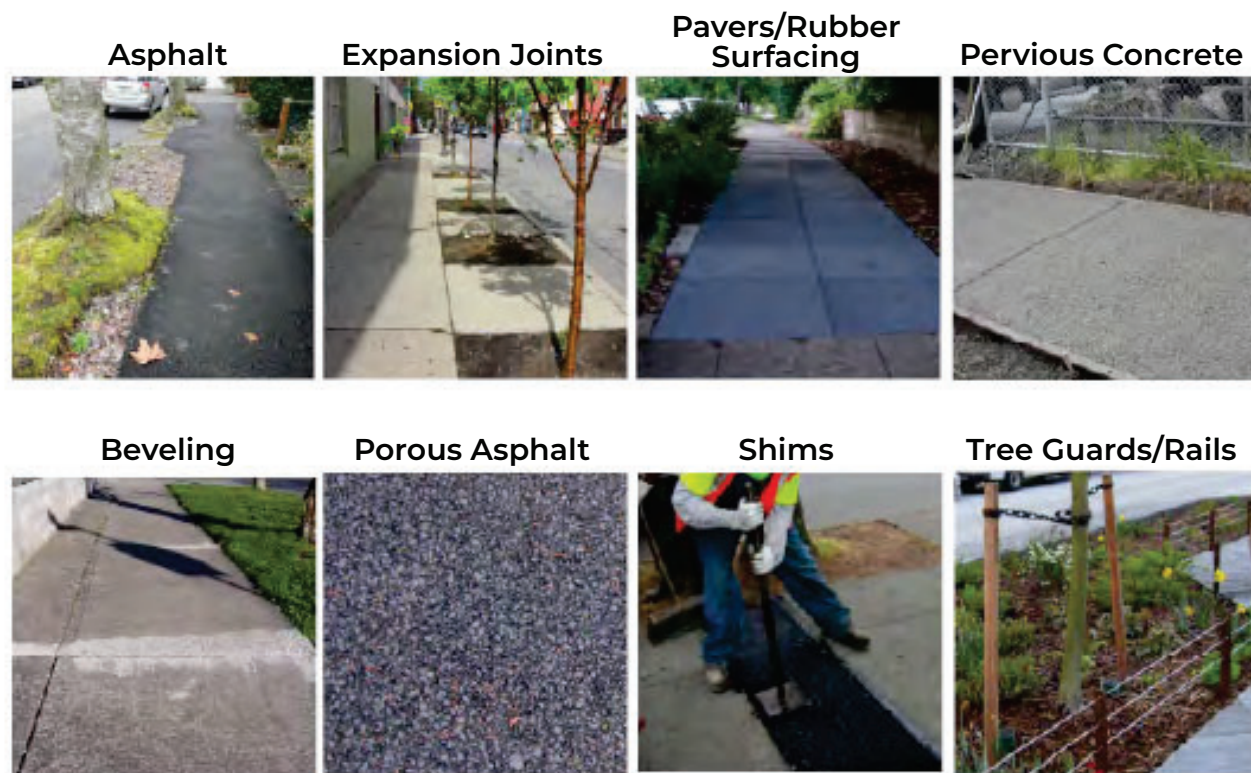 Asphalt
Expansion Joints
Pavers/Rubber
Surfacing
Pervious Concrete
Beveling
Porous Asphalt
Shims
Tree Guards/Rails